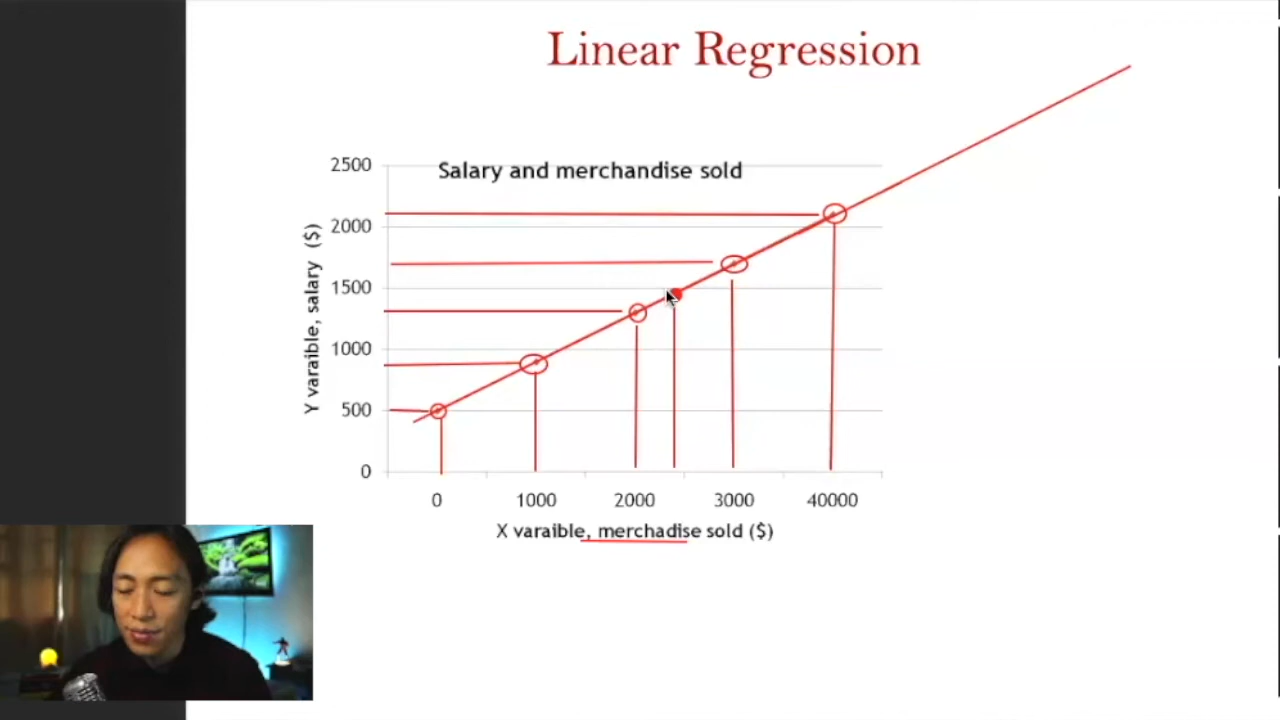 Linear Regression
Salary and merchandise sold
2500
2000
1500
1000
500
0
Y varaible, salary ($)
0 1000 2000 3000 40000
X varaible, merchadise sold ($)